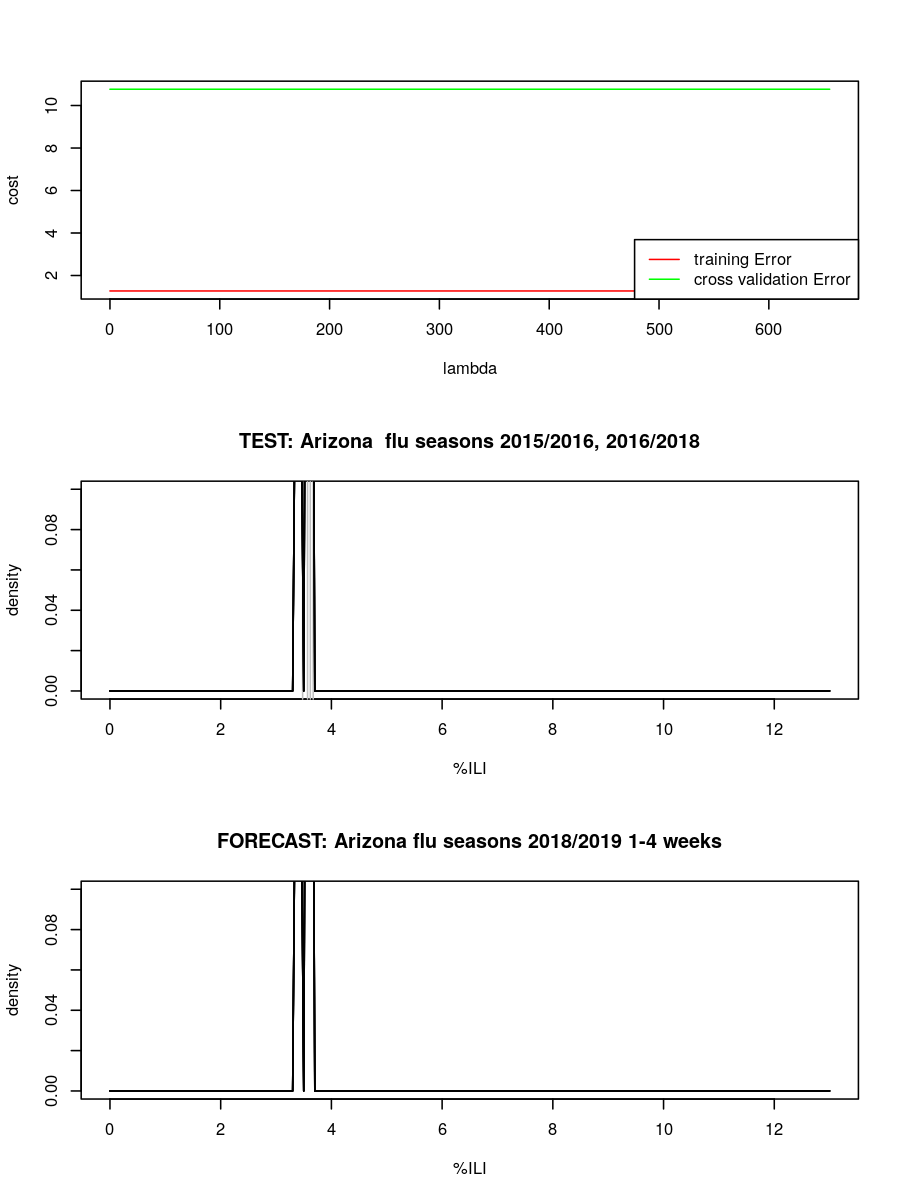 10
8
6
4
2
cost
training Error
cross validation Error
0 100 200 300 400 500 600
lambda
TEST: Arizona  flu seasons 2015/2016, 2016/2018
0.08
0.04
0.00
density
0 2 4 6 8 10 12
%ILI
FORECAST: Arizona flu seasons 2018/2019 1-4 weeks
0.08
0.04
0.00
density
0 2 4 6 8 10 12
%ILI